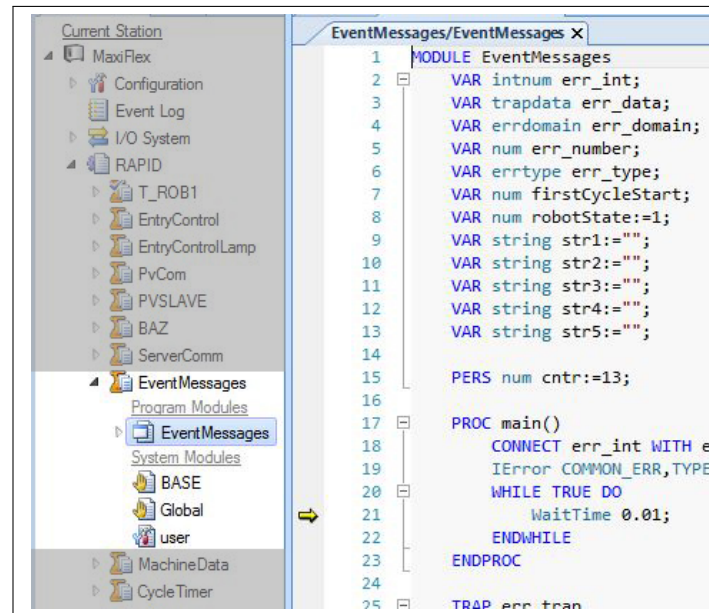 Current Station
MaxiFlex
Configuration
Event Log
I/O System
RAPID
T_ROB1
EntryControl
EntryControlLamp
PvCom
PVSLAVE
BAZ
ServerComm
EventMessages
Program Modules
EventMessages
System Modules
BASE
Global
user
MachineData
CycleTimer
EventMessages/EventMessages X
1 MODULE EventMessages
2 VAR intnum err_int;
3 VAR trapdata err_data;
4 VAR errdomain err_domain;
5 VAR num err_number;
6 VAR errtype err_type;
7 VAR num firstCycleStart;
8 VAR num robotState:=1;
9 VAR string str1:="";
10 VAR string str2:="";
11 VAR string str3:="";
12 VAR string str4:="";
13 VAR string str5:="";
14
15 PERS num cntr:=13;
16
17 PROC main()
18 CONNECT err_int WITH e
19 IError COMMON_ERR,TYPE
20 WHILE TRUE DO
21 WaitTime 0.01;
22 ENDWHILE
23 ENDPROC
24
25 TRAP err_trap